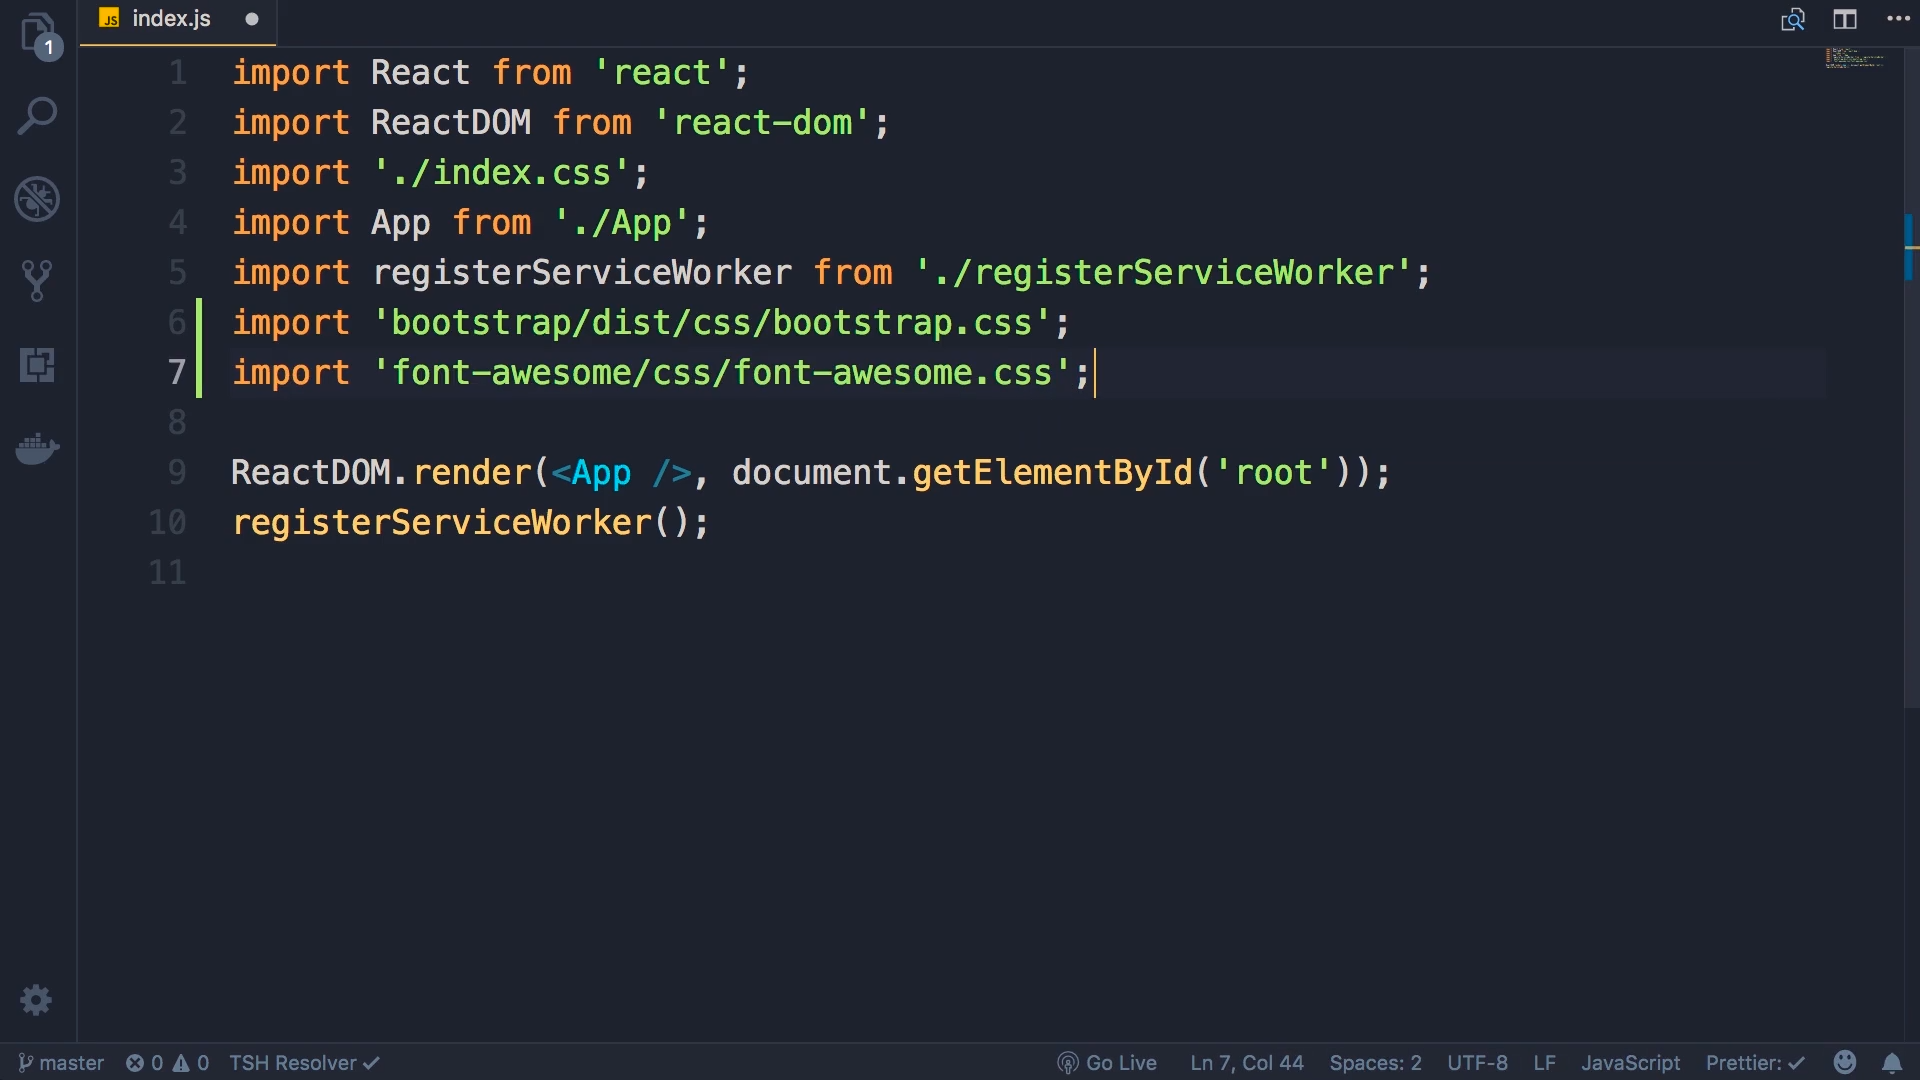 1
JS index.js
1 import React from 'react';
2 import ReactDOM from 'react-dom';
3 import './index.css';
4 import App from './App';
5 import registerServiceWorker from './registerServiceWorker';
6 import 'bootstrap/dist/css/bootstrap.css';
7 import 'font-awesome/css/font-awesome.css';
8
9 ReactDOM.render(<App />, document.getElementById('root'));
10 registerServiceWorker();
11
master 0 0 TSH Resolver Go Live Ln 7, Col 44 Spaces: 2 UTF-8 LF JavaScript Prettier: